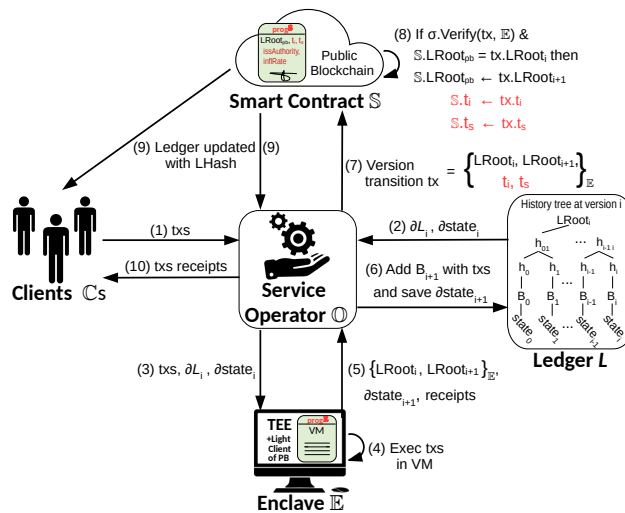 prog𝕊
LRoot_pb, t_i, t_s
issAuthority,
inflRate
Public
Blockchain
Smart Contract 𝕊
(8) If σ.Verify(tx, 𝔼) &
𝕊.LRoot_pb = tx.LRoot_i then
𝕊.LRoot_pb ← tx.LRoot_i+1
𝕊.t_i ← tx.t_i
𝕊.t_s ← tx.t_s
(9) Ledger updated
with LHash
(9)
(7) Version
transition tx
= {LRoot_i, LRoot_i+1,
t_i, t_s}_𝔼
Clients ℂs
(1) txs
(10) txs receipts
Service
Operator 𝕆
(2) ∂L_i , ∂state_i
(6) Add B_i+1 with txs
and save ∂state_i+1
History tree at version i
LRoot_i
h_01 ... h_i-1 i
h_0 h_1 h_i-1 h_i
...
B_0 B_1 B_i-1 B_i
state_0 state_1 ... state_i-1 state_i
Ledger L
(3) txs, ∂L_i , ∂state_i
(5) {LRoot_i , LRoot_i+1}_𝔼,
∂state_i+1, receipts
TEE
+Light
Client
of PB
prog𝔼
VM
(4) Exec txs
in VM
Enclave 𝔼